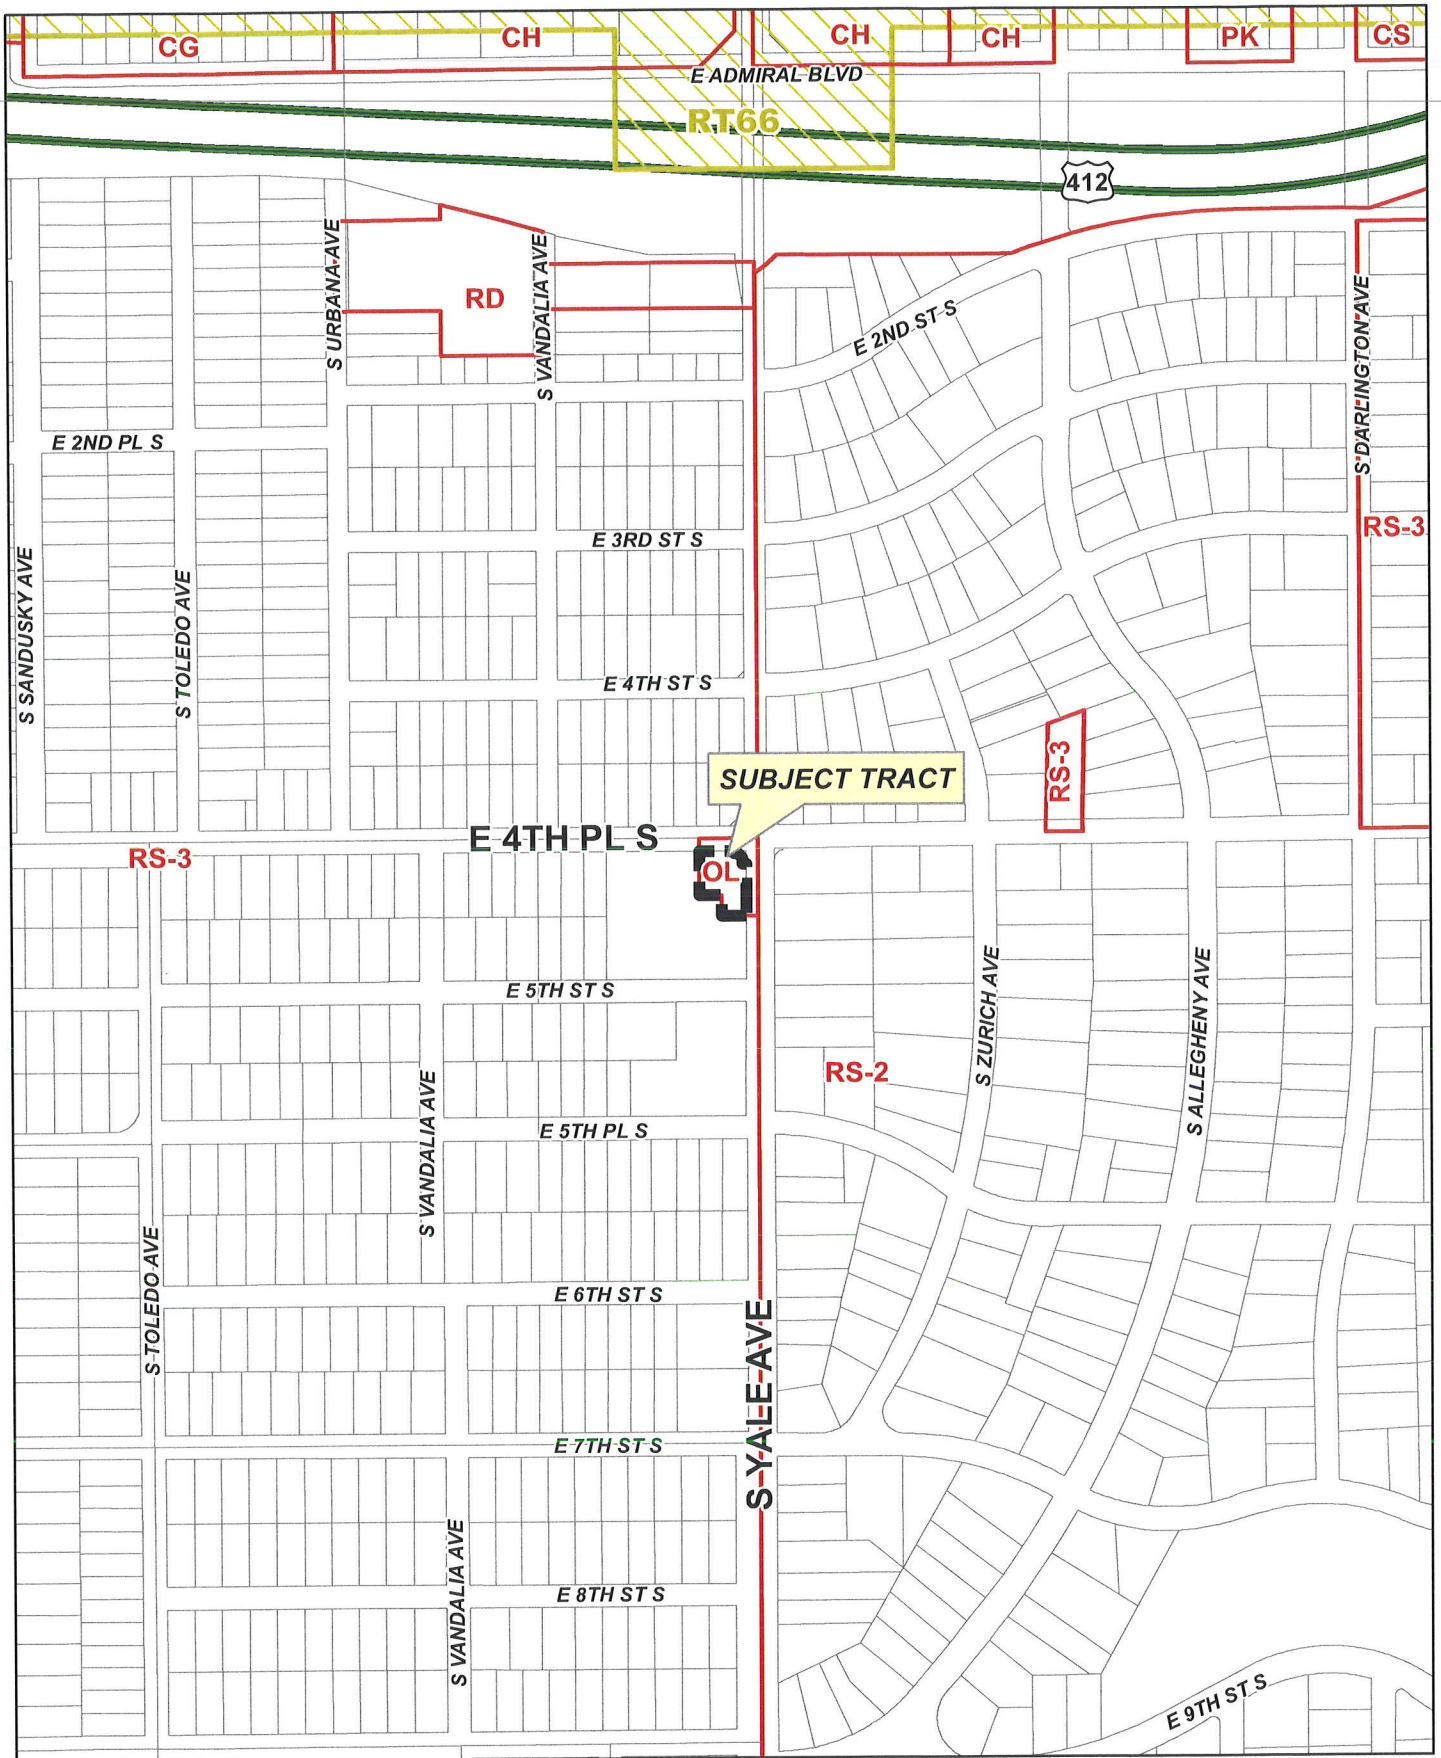 CG
CH
CH
CH
PK
CS
E ADMIRAL BLVD
RT66
412
S URBANA AVE
RD
S VANDALIA AVE
E 2ND ST S
S DARLINGTON AVE
E 2ND PL S
RS-3
E 3RD ST S
S SANDUSKY AVE
S TOLEDO AVE
E 4TH ST S
SUBJECT TRACT
RS-3
E 4TH PL S
RS-3
OL
E 5TH ST S
S ZURICH AVE
S ALLEGHENY AVE
RS-2
S VANDALIA AVE
E 5TH PL S
S TOLEDO AVE
E 6TH ST S
S YALE AVE
E 7TH ST S
S VANDALIA AVE
E 8TH ST S
E 9TH ST S